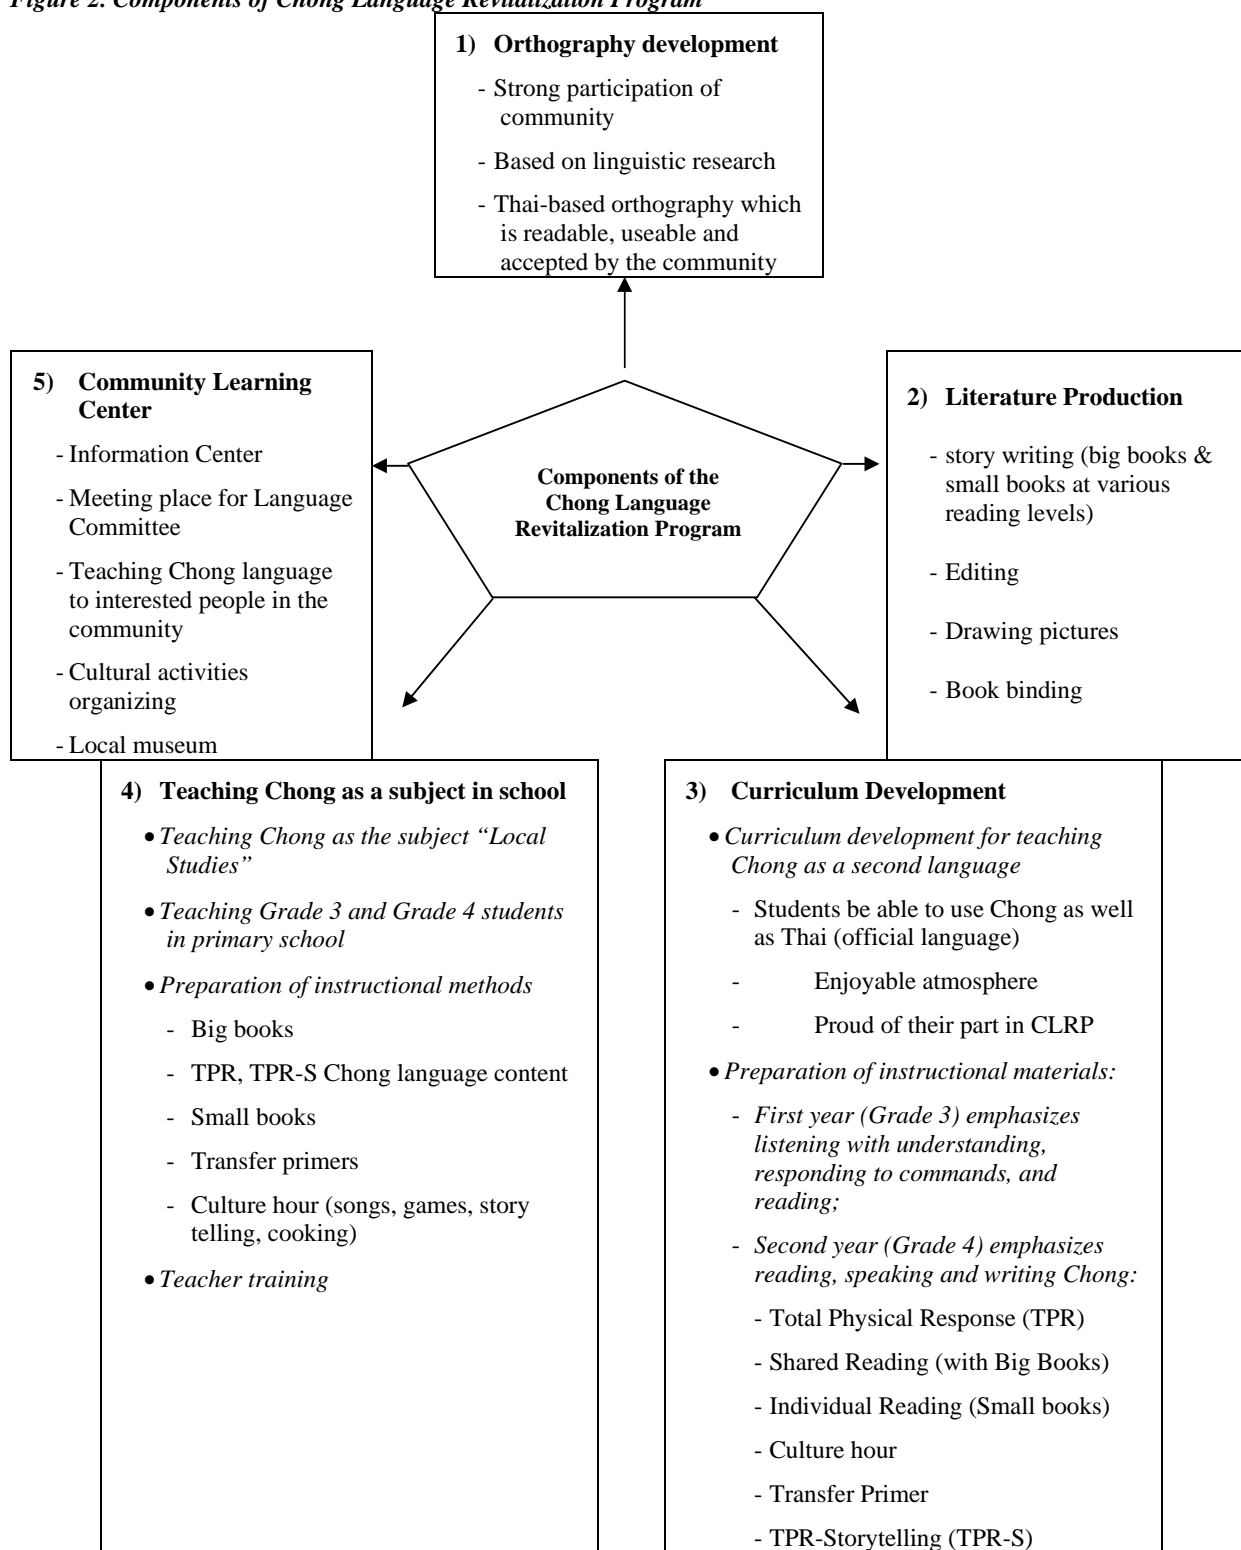 Figure 2. Components of Chong Language Revitalization Program
1) Orthography development
- Strong participation of
community
- Based on linguistic research
- Thai-based orthography which
is readable, useable and
accepted by the community
5) Community Learning
Center
- Information Center
- Meeting place for Language
Committee
- Teaching Chong language
to interested people in the
community
- Cultural activities
organizing
- Local museum
Components of the
Chong Language
Revitalization Program
2) Literature Production
- story writing (big books &
small books at various
reading levels)
- Editing
- Drawing pictures
- Book binding
4) Teaching Chong as a subject in school
• Teaching Chong as the subject “Local
Studies”
• Teaching Grade 3 and Grade 4 students
in primary school
• Preparation of instructional methods
- Big books
- TPR, TPR-S Chong language content
- Small books
- Transfer primers
- Culture hour (songs, games, story
telling, cooking)
• Teacher training
3) Curriculum Development
• Curriculum development for teaching
Chong as a second language
- Students be able to use Chong as well
as Thai (official language)
- Enjoyable atmosphere
- Proud of their part in CLRP
• Preparation of instructional materials:
- First year (Grade 3) emphasizes
listening with understanding,
responding to commands, and
reading;
- Second year (Grade 4) emphasizes
reading, speaking and writing Chong:
- Total Physical Response (TPR)
- Shared Reading (with Big Books)
- Individual Reading (Small books)
- Culture hour
- Transfer Primer
- TPR-Storytelling (TPR-S)